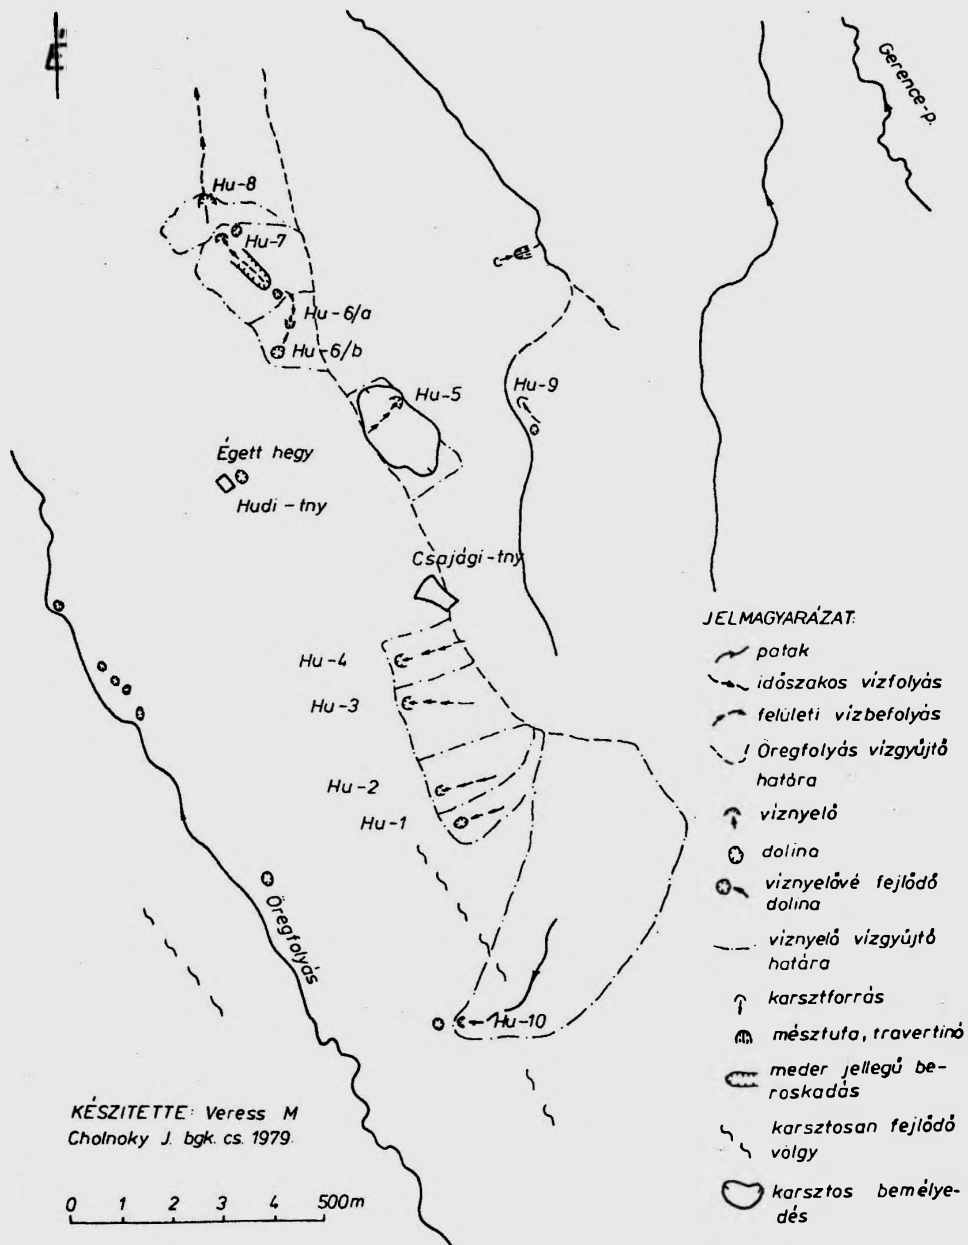 É
Gerence-p.
Hu-8
Hu-7
Hu-6/a
Hu-6/b
Hu-5
Hu-9
Égett hegy
Hudi-tny
Csajági-tny
Hu-4
Hu-3
Hu-2
Hu-1
Öregfolyás
Hu-10
JELMAGYARÁZAT:
patak
időszakos vízfolyás
felületi vízbefolyás
Öregfolyás vízgyűjtő
határa
víznyelő
dolina
víznyelővé fejlődő
dolina
víznyelő vízgyűjtő
határa
karsztforrás
mésztufa, travertinó
meder jellegű be-
roskadás
karsztosan fejlődő
völgy
karsztos bemélye-
dés
KÉSZITETTE: Veress M
Cholnoky J. bgk. cs. 1979.
0 1 2 3 4 500m